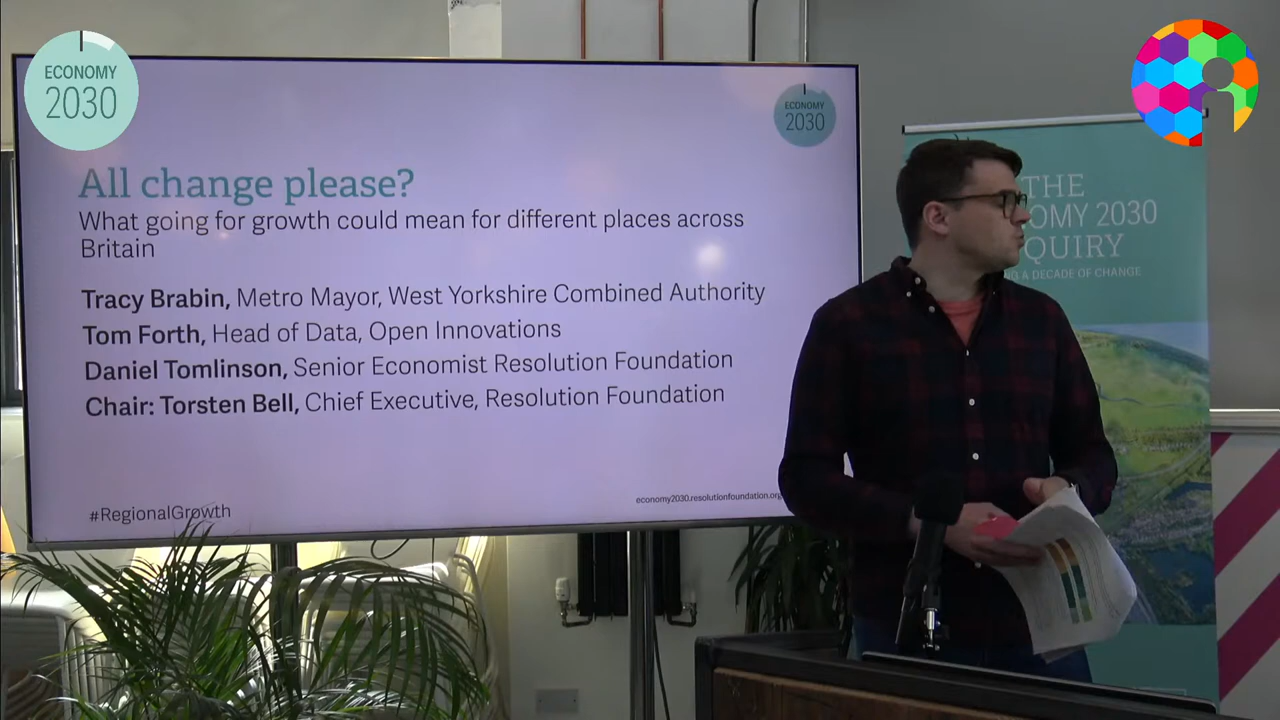 ECONOMY
2030
ECONOMY
2030
All change please?
What going for growth could mean for different places across
Britain
Tracy Brabin, Metro Mayor, West Yorkshire Combined Authority
Tom Forth, Head of Data, Open Innovations
Daniel Tomlinson, Senior Economist Resolution Foundation
Chair: Torsten Bell, Chief Executive, Resolution Foundation
#RegionalGrowth
economy2030.resolutionfoundation.org
THE
OMY 2030
QUIRY
A DECADE OF CHANGE